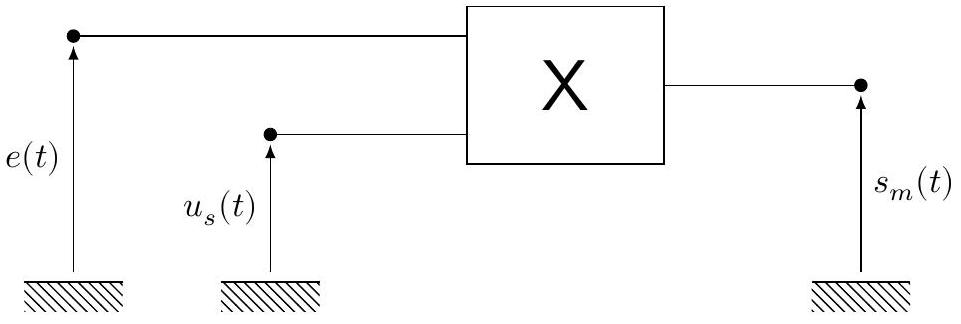 X
e(t)
u_s(t)
s_m(t)